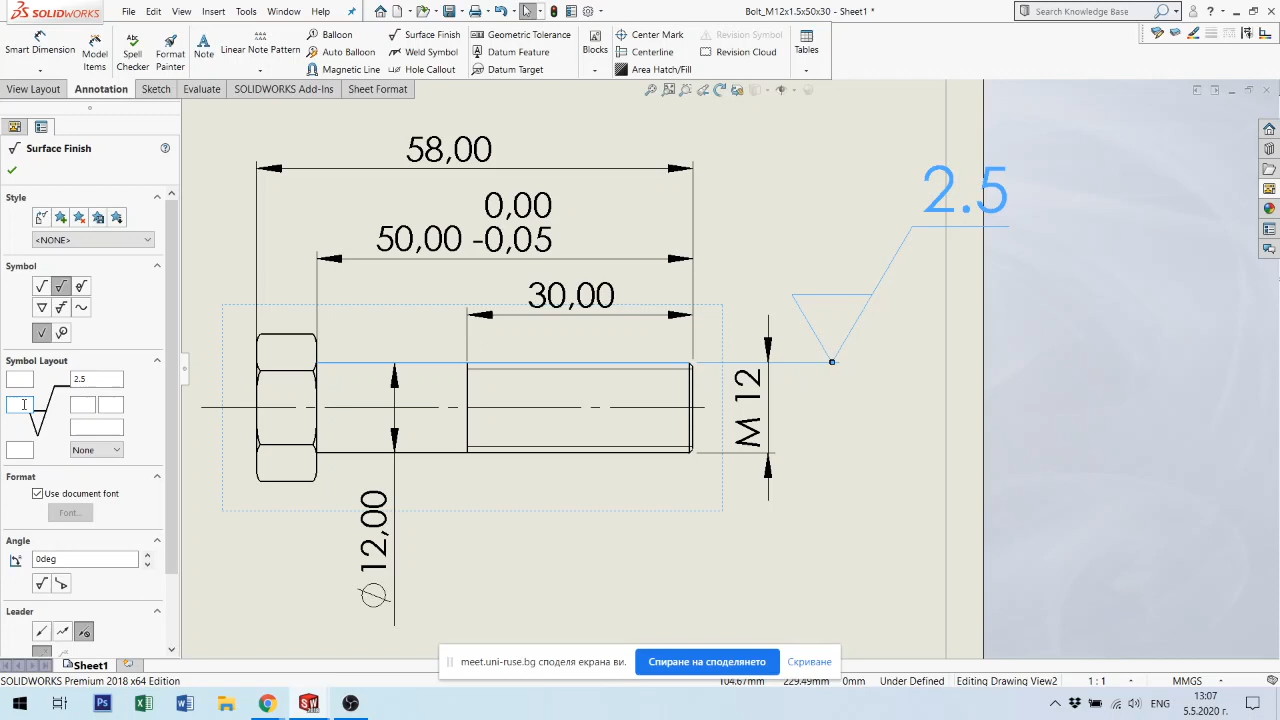 SOLIDWORKS
File Edit View Insert Tools Window Help
Bolt_M12x1.5x50x30 - Sheet1 *
Search Knowledge Base
Smart Dimension
Model Items
Spell Checker
Format Painter
Note
Linear Note Pattern
Balloon
Auto Balloon
Magnetic Line
Surface Finish
Weld Symbol
Hole Callout
Geometric Tolerance
Datum Feature
Datum Target
Blocks
Center Mark
Centerline
Area Hatch/Fill
Revision Symbol
Revision Cloud
Tables
View Layout Annotation Sketch Evaluate SOLIDWORKS Add-Ins Sheet Format
Surface Finish
Style
<NONE>
Symbol
Symbol Layout
2.5
None
Format
Use document font
Font...
Angle
0deg
Leader
58,00
0,00
50,00 -0,05
30,00
2.5
M 12
∅ 12,00
meet.uni-ruse.bg споделя екрана ви.
Спиране на споделянето
Скриване
Sheet1
SOLIDWORKS Premium 2018 x64 Edition
104.67mm 229.49mm 0mm Under Defined Editing Drawing View2 1 : 1 MMGS
ENG
13:07
5.5.2020 г.